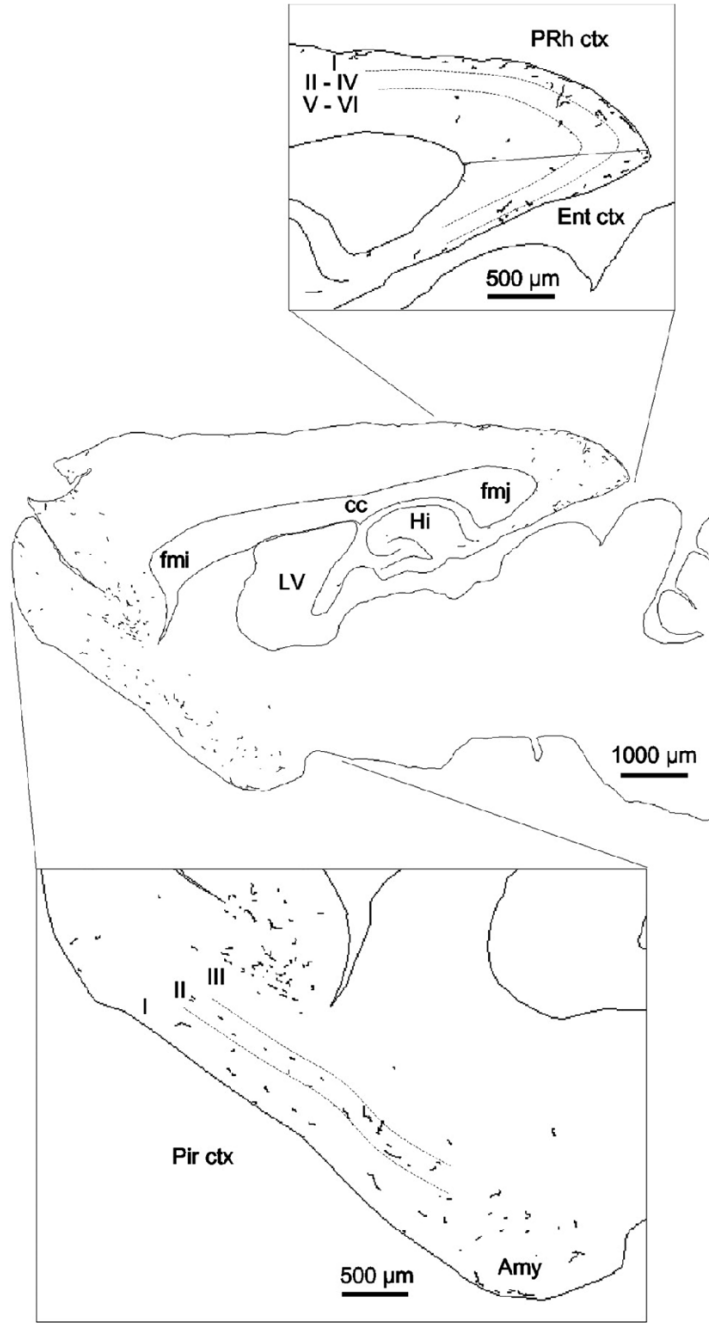 PRh ctx
I
II - IV
V - VI
Ent ctx
500 µm
fmj
cc
Hi
fmi
LV
1000 µm
III
II
I
Pir ctx
Amy
500 µm